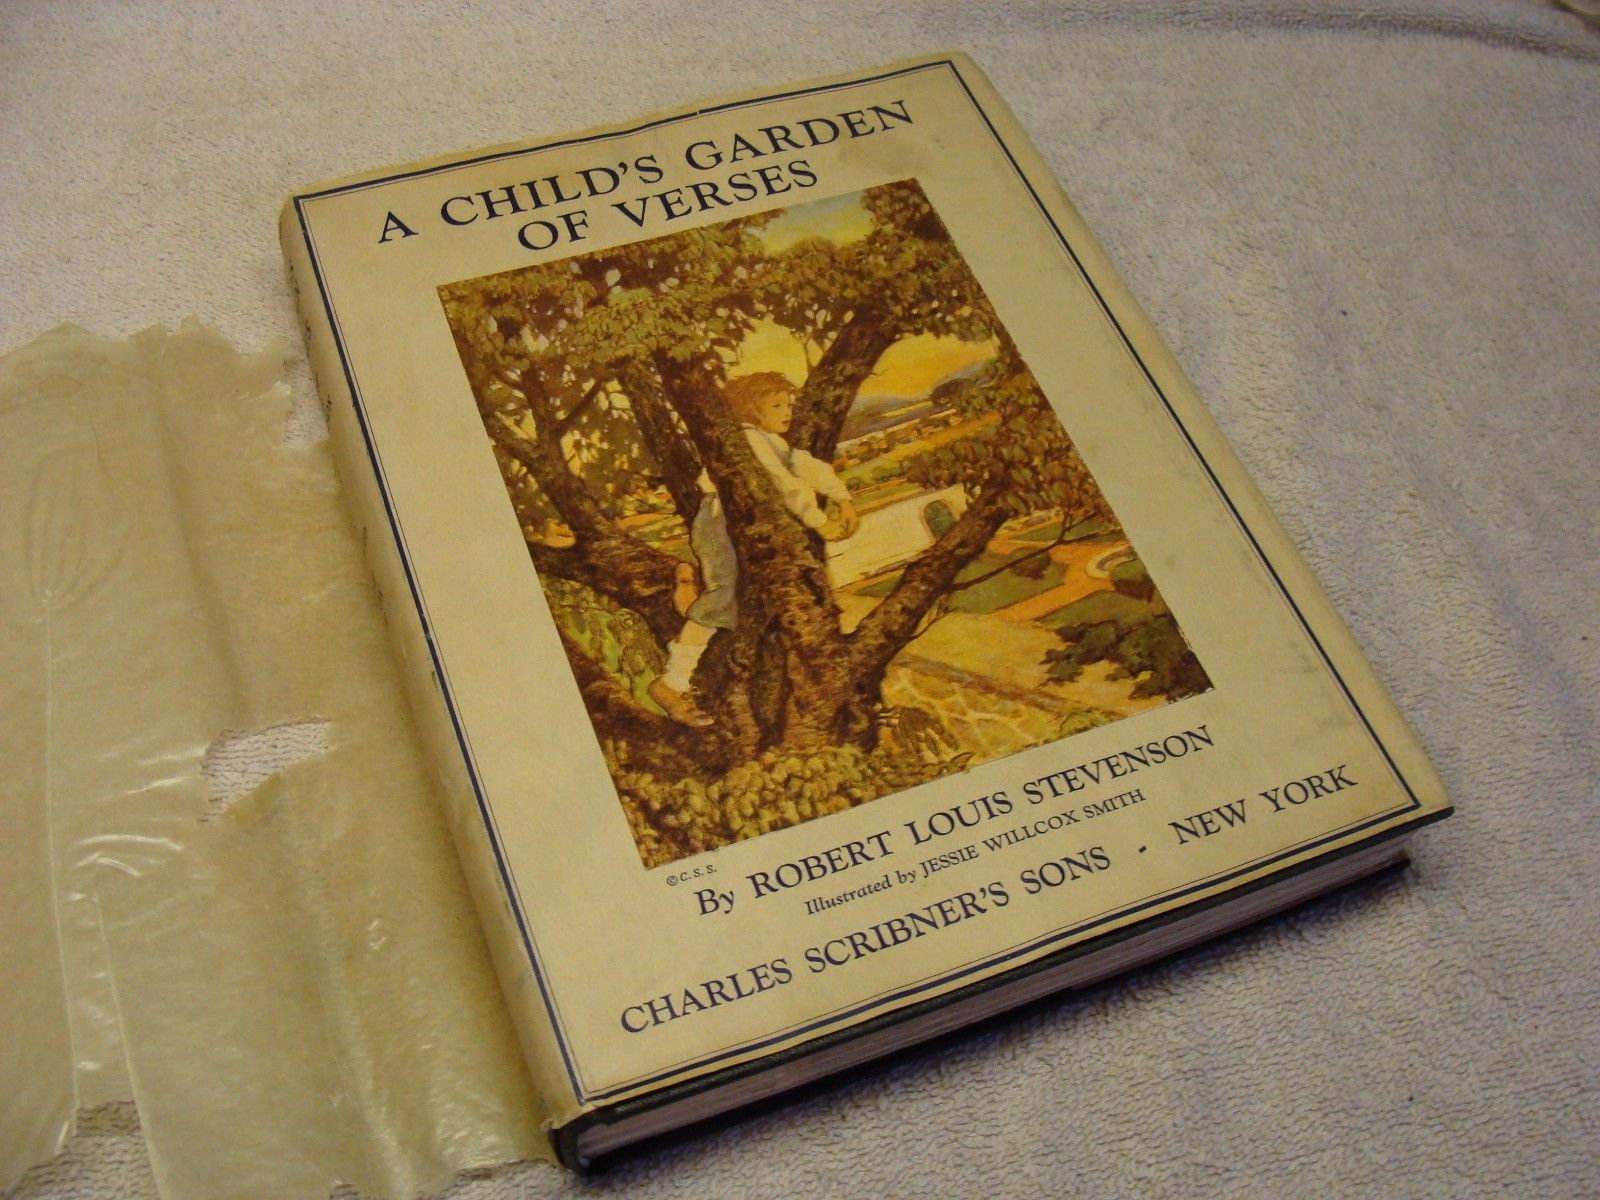 A CHILD'S GARDEN
OF VERSES
© C. S. S.
By ROBERT LOUIS STEVENSON
Illustrated by JESSIE WILLCOX SMITH
CHARLES SCRIBNER'S SONS - NEW YORK